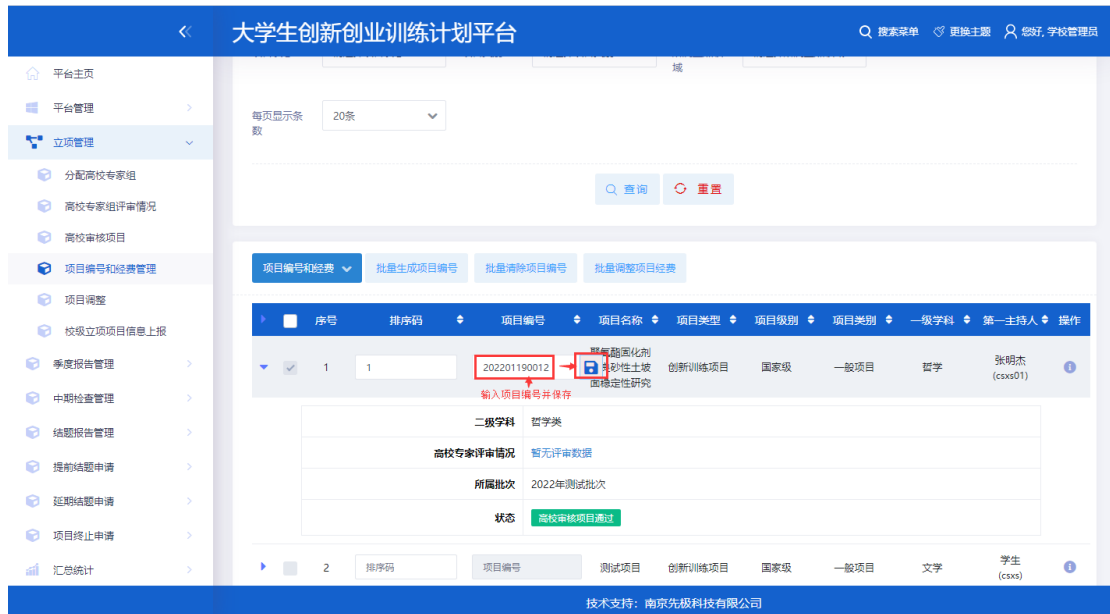 大学生创新创业训练计划平台
搜索菜单
更换主题
您好, 学校管理员
平台主页
平台管理
立项管理
分配高校专家组
高校专家组评审情况
高校审核项目
项目编号和经费管理
项目调整
校级立项项目信息上报
季度报告管理
中期检查管理
结题报告管理
提前结题申请
延期结题申请
项目终止申请
汇总统计
域
每页显示条
数
20条
查询
重置
项目编号和经费
批量生成项目编号
批量清除项目编号
批量调整项目经费
序号 排序码 项目编号 项目名称 项目类型 项目级别 项目类别 一级学科 第一主持人 操作
1 1 202201190012 创新训练项目 国家级 一般项目 哲学 张明杰
(csxs01)
聚氨酯固化剂
砂性土坡
面稳定性研究
输入项目编号并保存
二级学科 哲学类
高校专家评审情况 暂无评审数据
所属批次 2022年测试批次
状态 高校审核项目通过
2 排序码 项目编号 测试项目 创新训练项目 国家级 一般项目 文学 学生
(csxs)
技术支持：南京先极科技有限公司